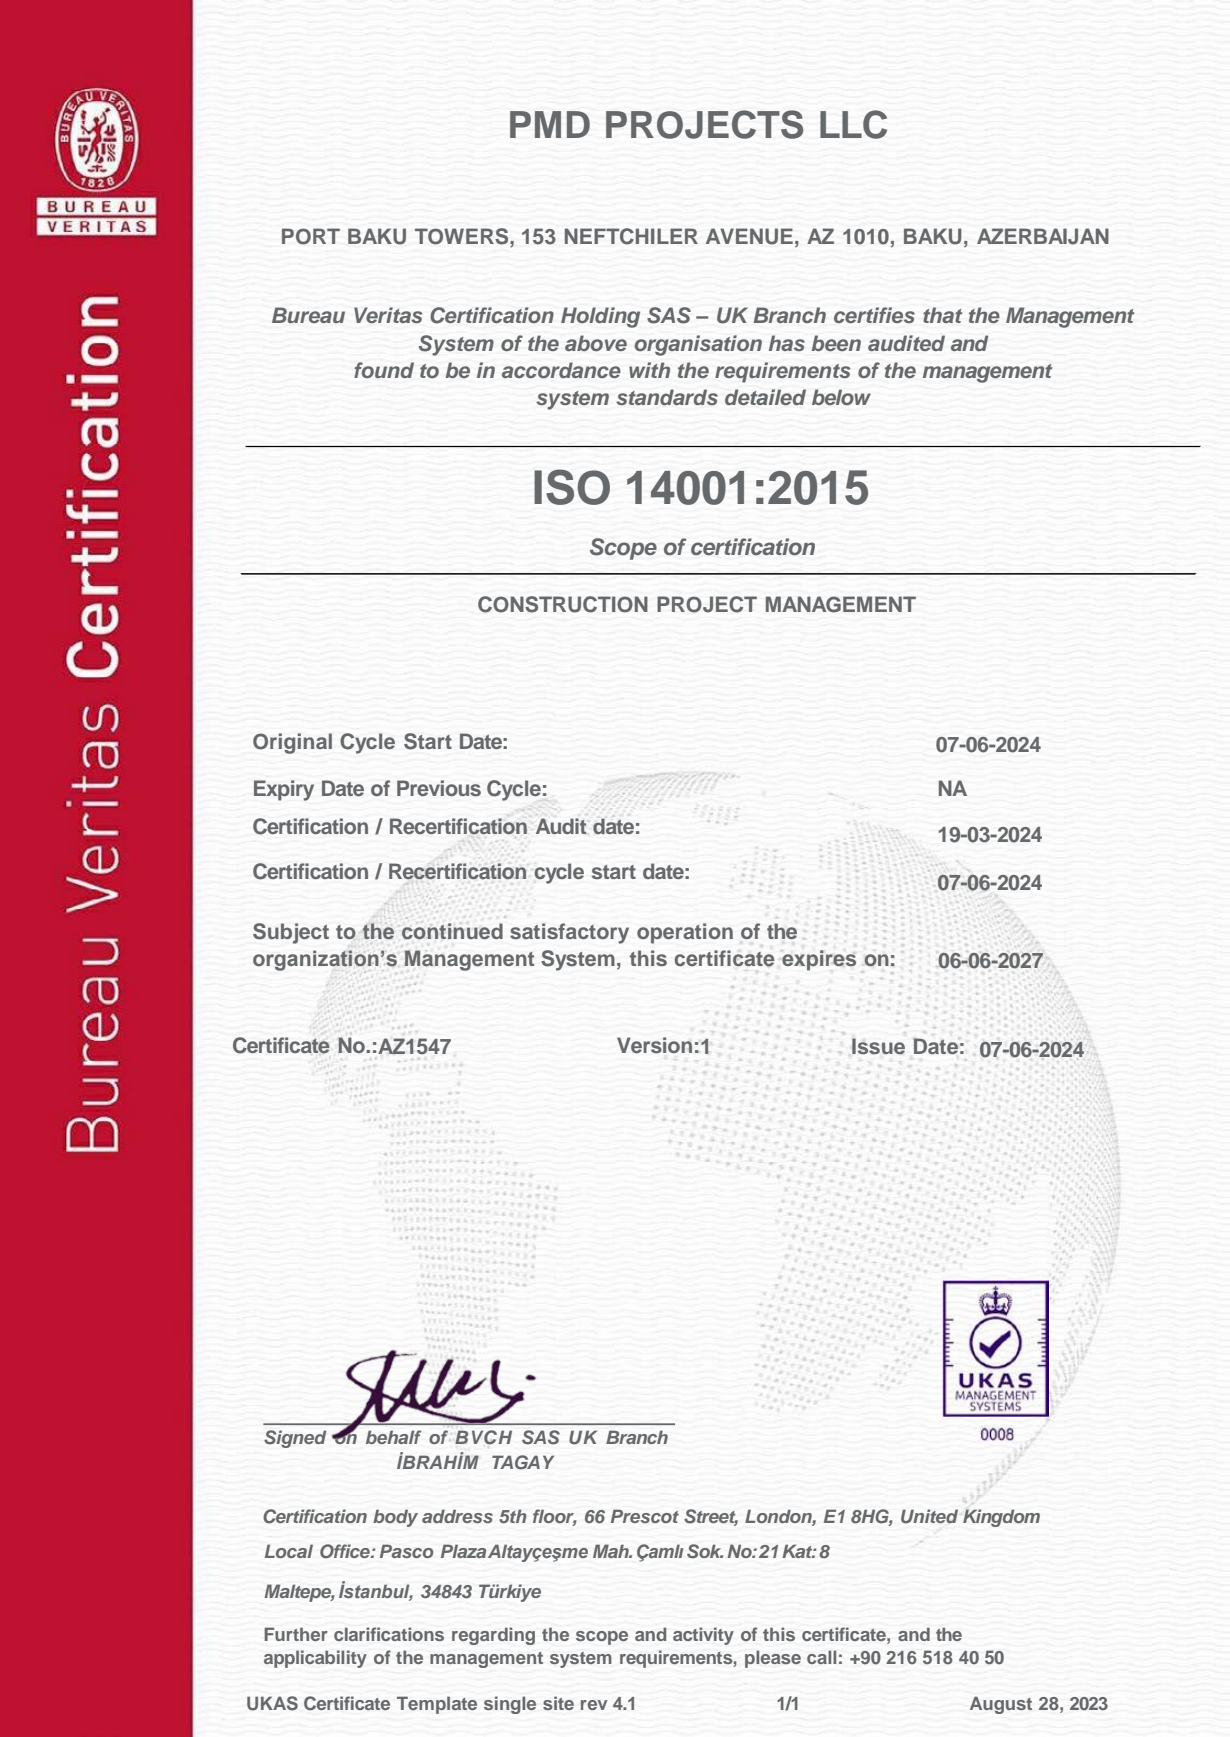 BUREAU VERITAS
1828
BUREAU
VERITAS
Bureau Veritas Certification
PMD PROJECTS LLC
PORT BAKU TOWERS, 153 NEFTCHILER AVENUE, AZ 1010, BAKU, AZERBAIJAN
Bureau Veritas Certification Holding SAS – UK Branch certifies that the Management
System of the above organisation has been audited and
found to be in accordance with the requirements of the management
system standards detailed below
ISO 14001:2015
Scope of certification
CONSTRUCTION PROJECT MANAGEMENT
Original Cycle Start Date: 07-06-2024
Expiry Date of Previous Cycle: NA
Certification / Recertification Audit date: 19-03-2024
Certification / Recertification cycle start date: 07-06-2024
Subject to the continued satisfactory operation of the
organization’s Management System, this certificate expires on: 06-06-2027
Certificate No.:AZ1547 Version:1 Issue Date: 07-06-2024
UKAS
MANAGEMENT
SYSTEMS
0008
Signed on behalf of BVCH SAS UK Branch
İBRAHİM TAGAY
Certification body address 5th floor, 66 Prescot Street, London, E1 8HG, United Kingdom
Local Office: Pasco Plaza Altayçeşme Mah. Çamlı Sok. No: 21 Kat: 8
Maltepe, İstanbul, 34843 Türkiye
Further clarifications regarding the scope and activity of this certificate, and the
applicability of the management system requirements, please call: +90 216 518 40 50
UKAS Certificate Template single site rev 4.1 1/1 August 28, 2023